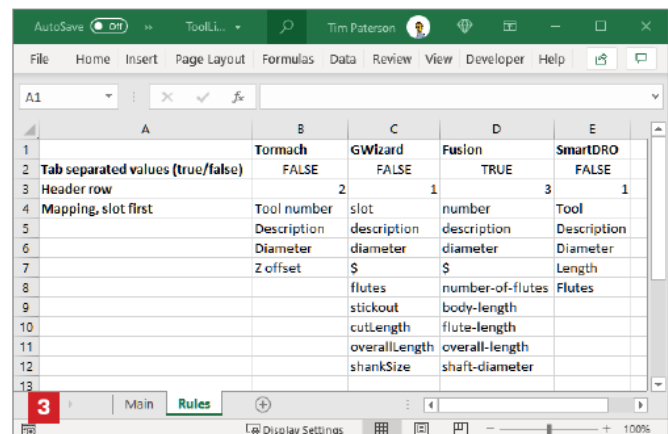 AutoSave Off » ToolLi... Tim Paterson
File Home Insert Page Layout Formulas Data Review View Developer Help
A1 fx
A B C D E
1 Tormach GWizard Fusion SmartDRO
2 Tab separated values (true/false) FALSE FALSE TRUE FALSE
3 Header row 2 1 3 1
4 Mapping, slot first Tool number slot number Tool
5 Description description description Description
6 Diameter diameter diameter Diameter
7 Z offset $ $ Length
8 flutes number-of-flutes Flutes
9 stickout body-length
10 cutLength flute-length
11 overallLength overall-length
12 shankSize shaft-diameter
13
3 Main Rules
Display Settings 100%